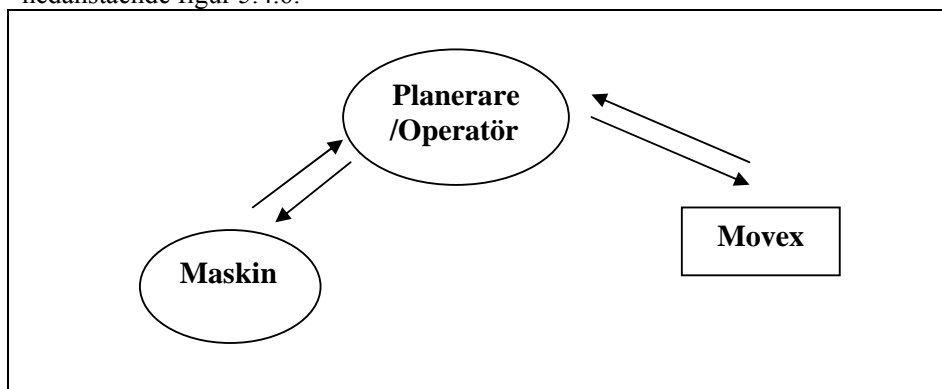 nedanstående figur 5.4.6.
Planerare
/Operatör
Maskin
Movex